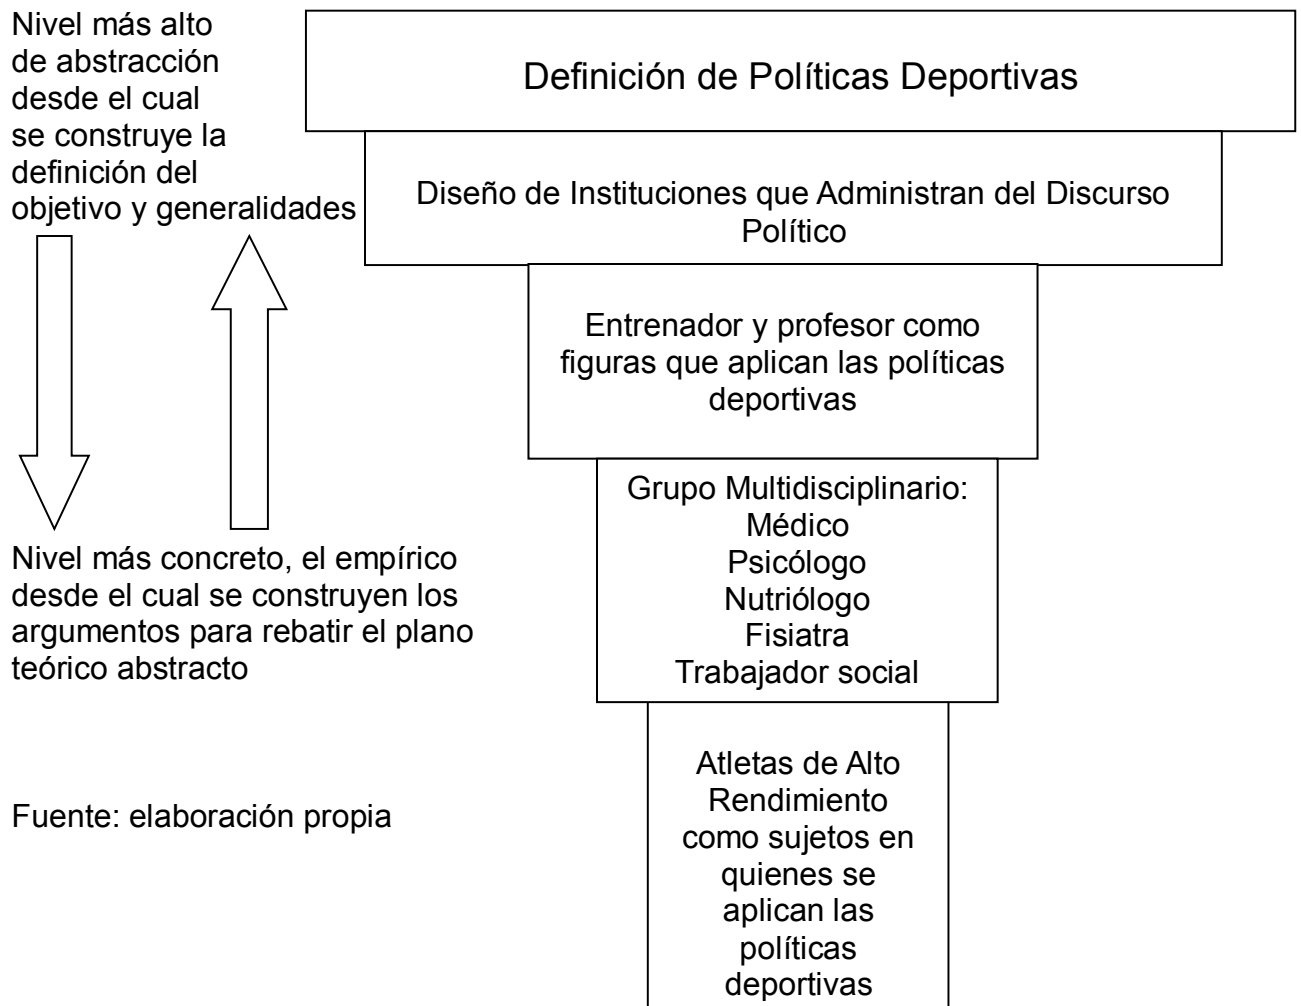 Nivel más alto
de abstracción
desde el cual
se construye la
definición del
objetivo y generalidades
Definición de Políticas Deportivas
Diseño de Instituciones que Administran del Discurso
Político
Entrenador y profesor como
figuras que aplican las políticas
deportivas
Nivel más concreto, el empírico
desde el cual se construyen los
argumentos para rebatir el plano
teórico abstracto
Grupo Multidisciplinario:
Médico
Psicólogo
Nutriólogo
Fisiatra
Trabajador social
Fuente: elaboración propia
Atletas de Alto
Rendimiento
como sujetos en
quienes se
aplican las
políticas
deportivas